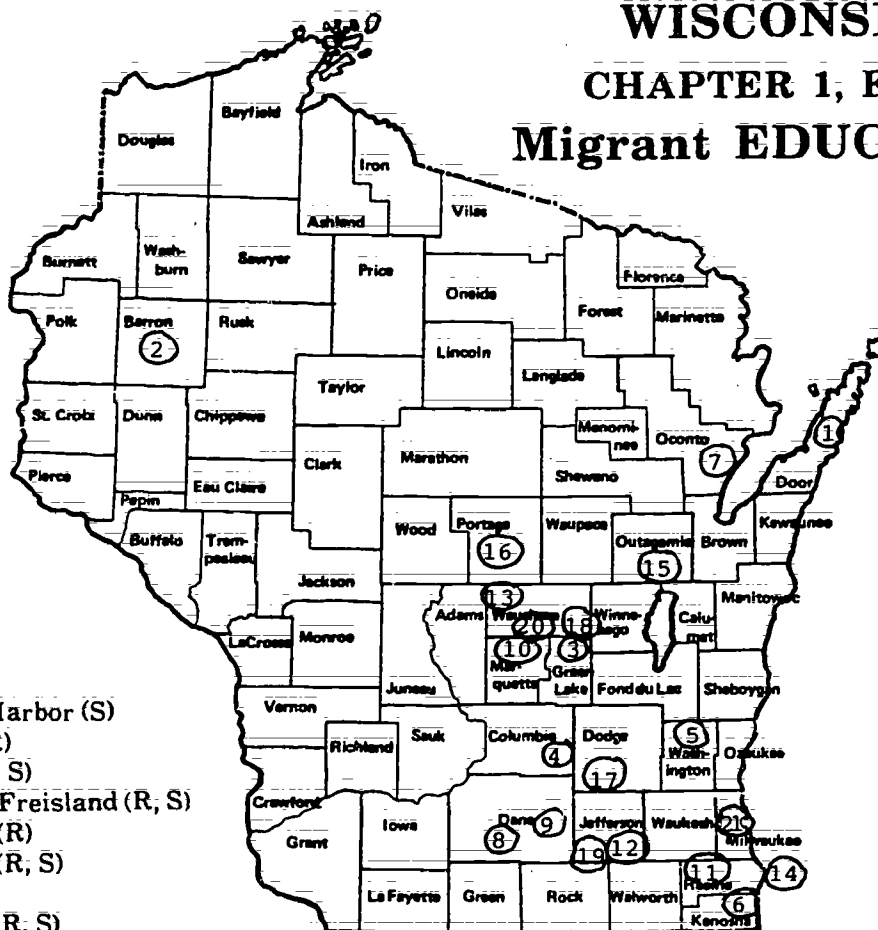 WISCONSI
CHAPTER 1, E
Migrant EDUC
Douglas
Bayfield
Iron
Ashland
Vilas
Burnett
Wash-
burn
Sawyer
Price
Oneida
Florence
Forest
Marinette
Polk
Barron
2
Rusk
Lincoln
Langlade
Taylor
St. Croix
Dunn
Chippewa
Menomi-
nee
Oconto
7
1
Door
Clark
Marathon
Shawano
Pierce
Pepin
Eau Claire
Buffalo
Trem-
pealeau
Wood
Portage
16
Waupaca
Outagamie
15
Brown
Kewaunee
Jackson
Adams
13
Waushara
20
18
Winne-
bago
Calu-
met
Manitowoc
LaCrosse
Monroe
Juneau
10
Mar-
quette
3
Green
Lake
Fond du Lac
Sheboygan
Vernon
Richland
Sauk
Columbia
4
Dodge
17
5
Wash-
ington
Ozaukee
Harbor (S)
)
S)
Freisland (R, S)
(R)
(R, S)
R, S)
Crawford
Grant
Iowa
Dane
8
9
Jefferson
19
12
Waukesh
21
Milwaukee
La Fayette
Green
Rock
Walworth
11
Racine
14
6
Kenosha